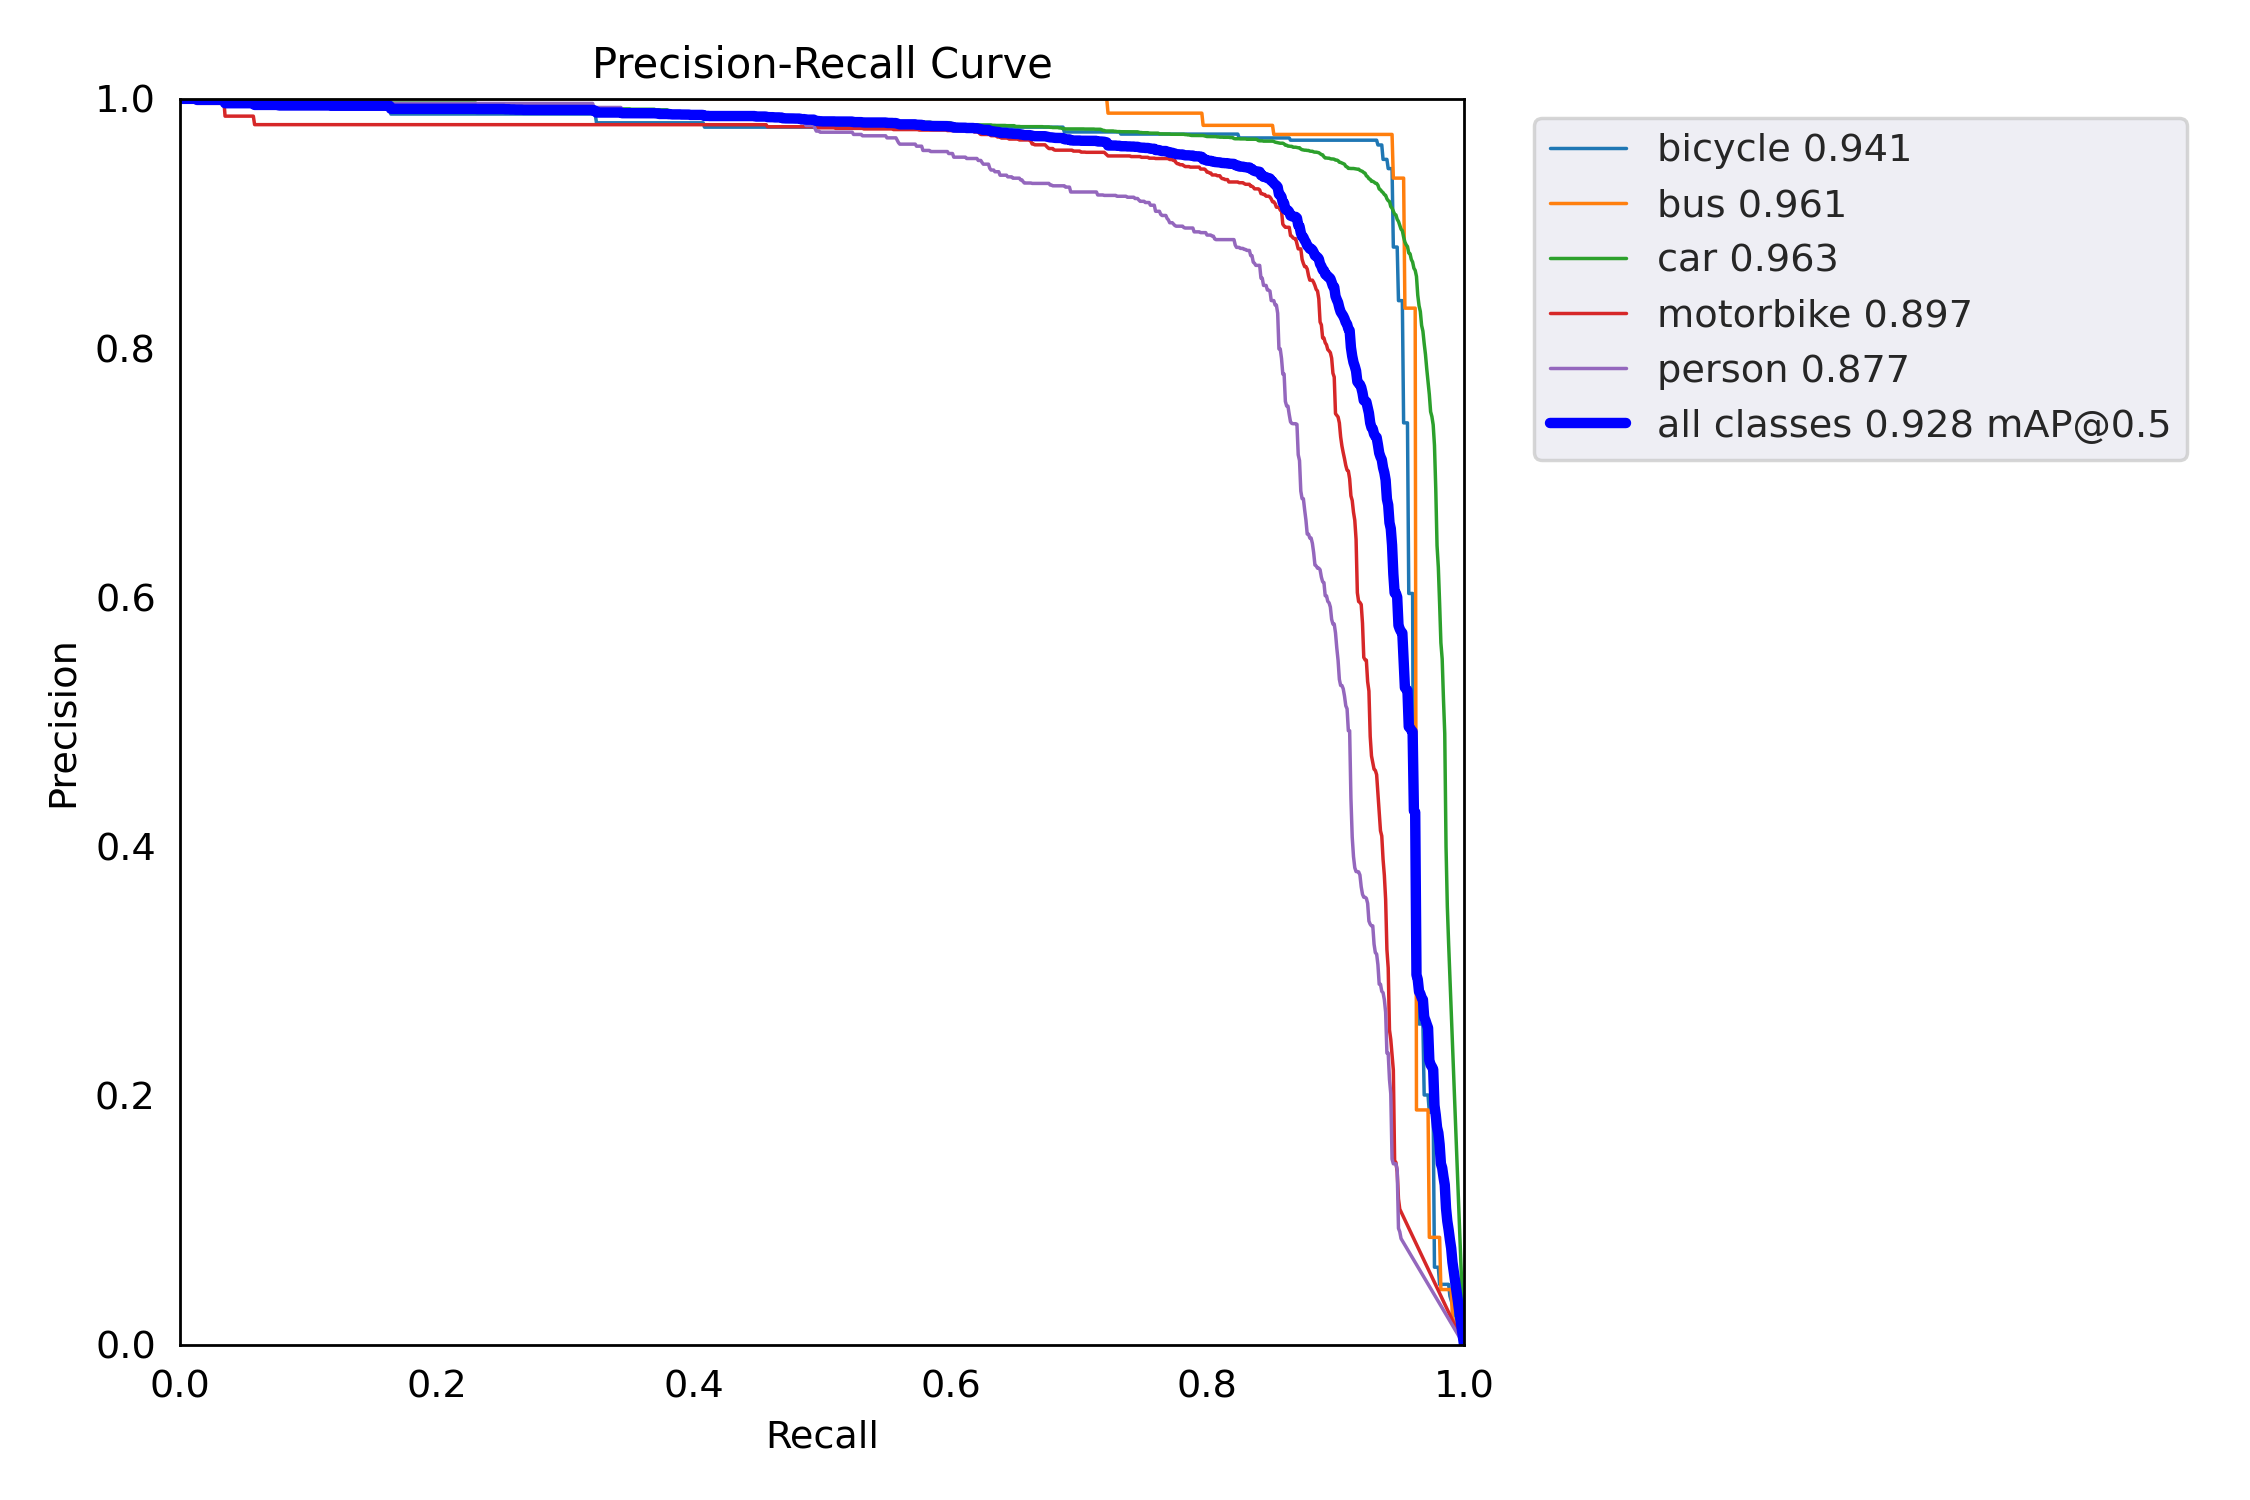 Precision-Recall Curve
1.0
0.8
0.6
0.4
0.2
0.0
Precision
0.0 0.2 0.4 0.6 0.8 1.0
Recall
bicycle 0.941
bus 0.961
car 0.963
motorbike 0.897
person 0.877
all classes 0.928 mAP@0.5